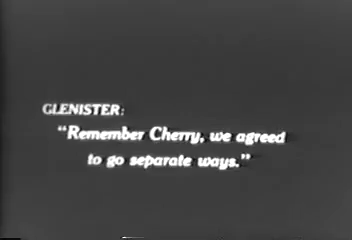 GLENISTER:
"Remember Cherry, we agreed
to go separate ways."